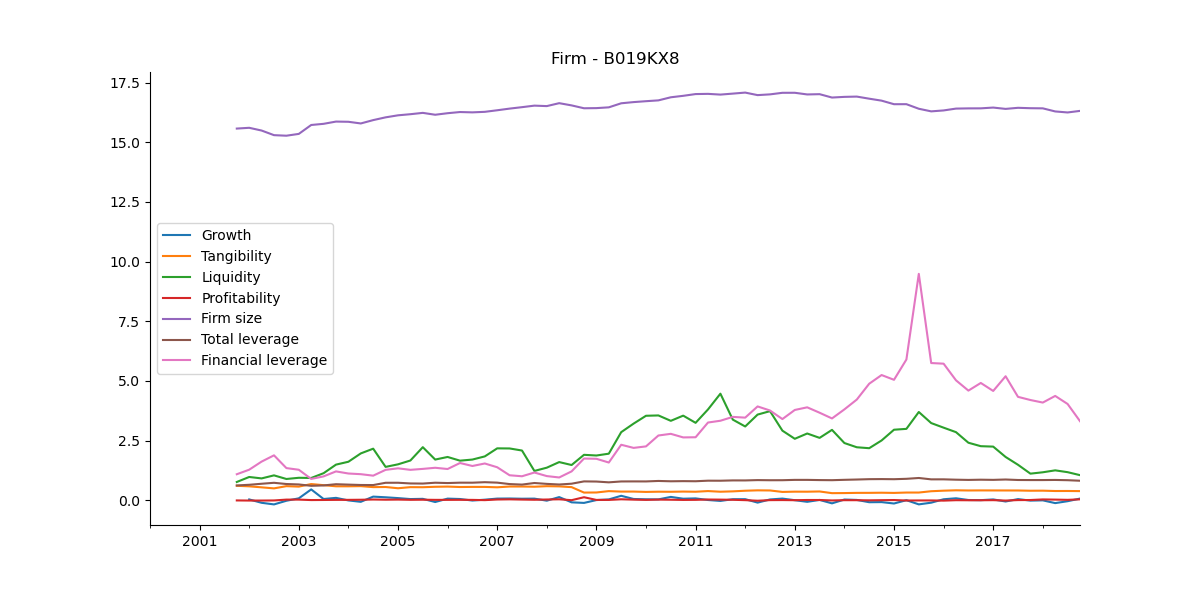 Firm - B019KX8
17.5
15.0
12.5
10.0
7.5
5.0
2.5
0.0
Growth
Tangibility
Liquidity
Profitability
Firm size
Total leverage
Financial leverage
2001 2003 2005 2007 2009 2011 2013 2015 2017